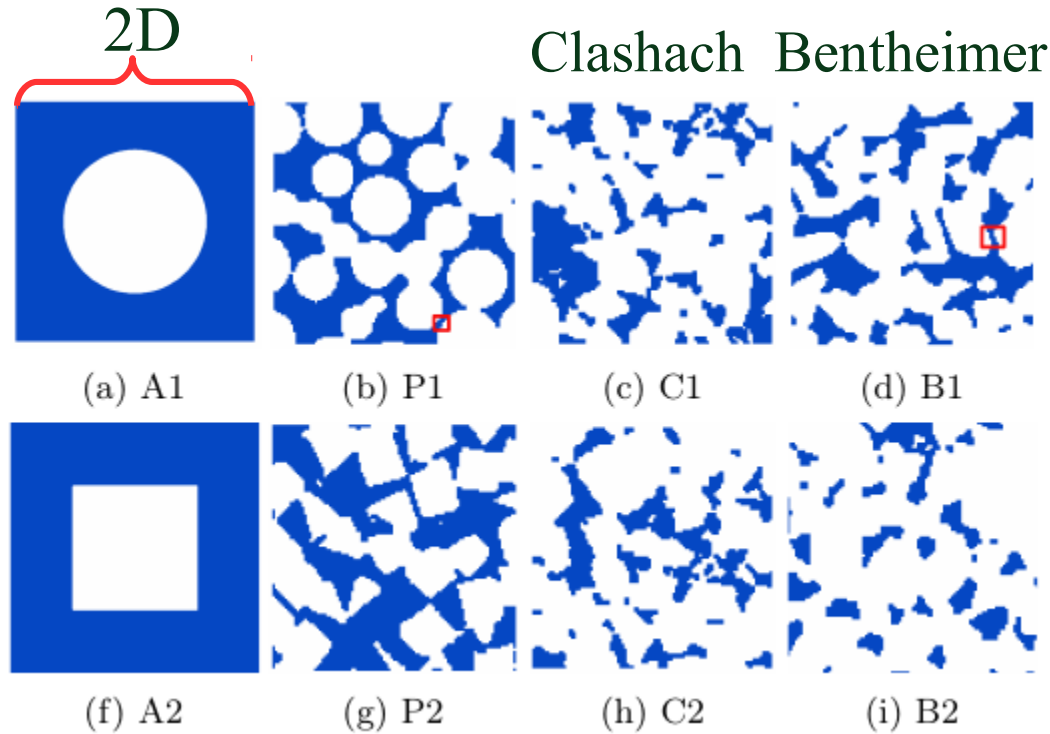 2D
Clashach Bentheimer
(a) A1 (b) P1 (c) C1 (d) B1
(f) A2 (g) P2 (h) C2 (i) B2